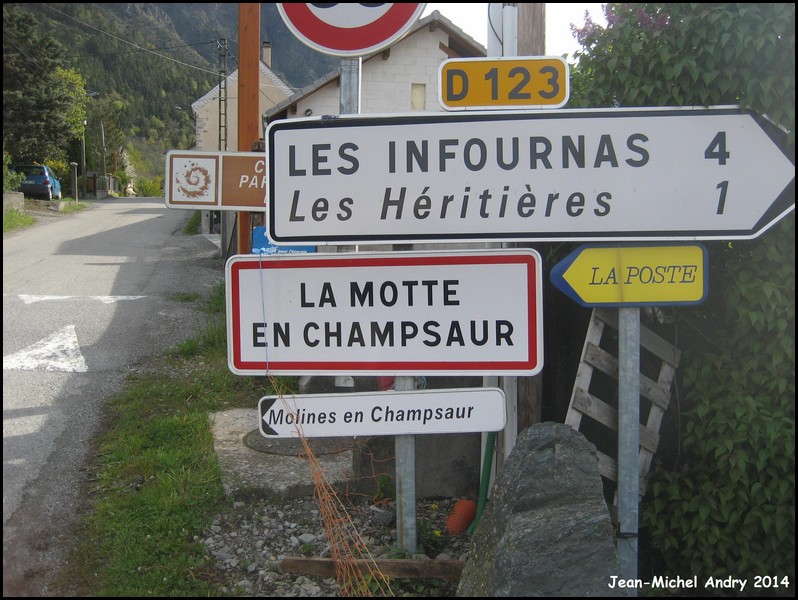 D 123
LES INFOURNAS 4
Les Héritières 1
LA POSTE
LA MOTTE
EN CHAMPSAUR
Molines en Champsaur
Jean-Michel Andry 2014